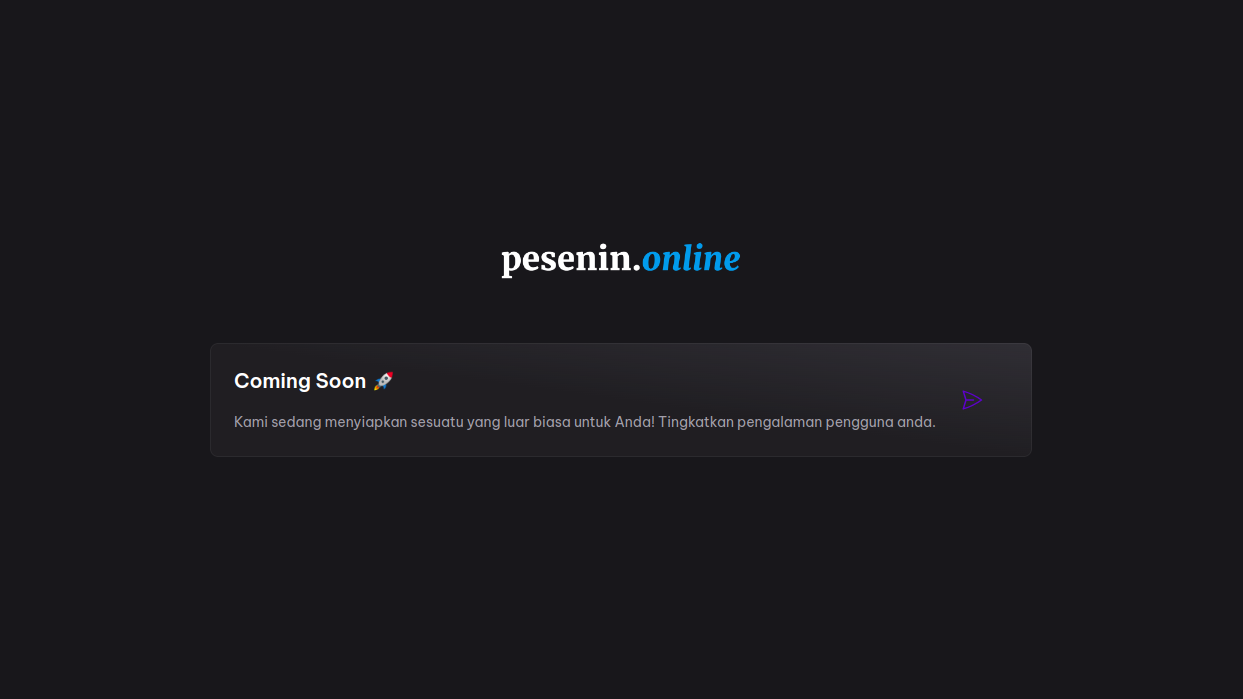 pesenin.online
Coming Soon 🚀
Kami sedang menyiapkan sesuatu yang luar biasa untuk Anda! Tingkatkan pengalaman pengguna anda.